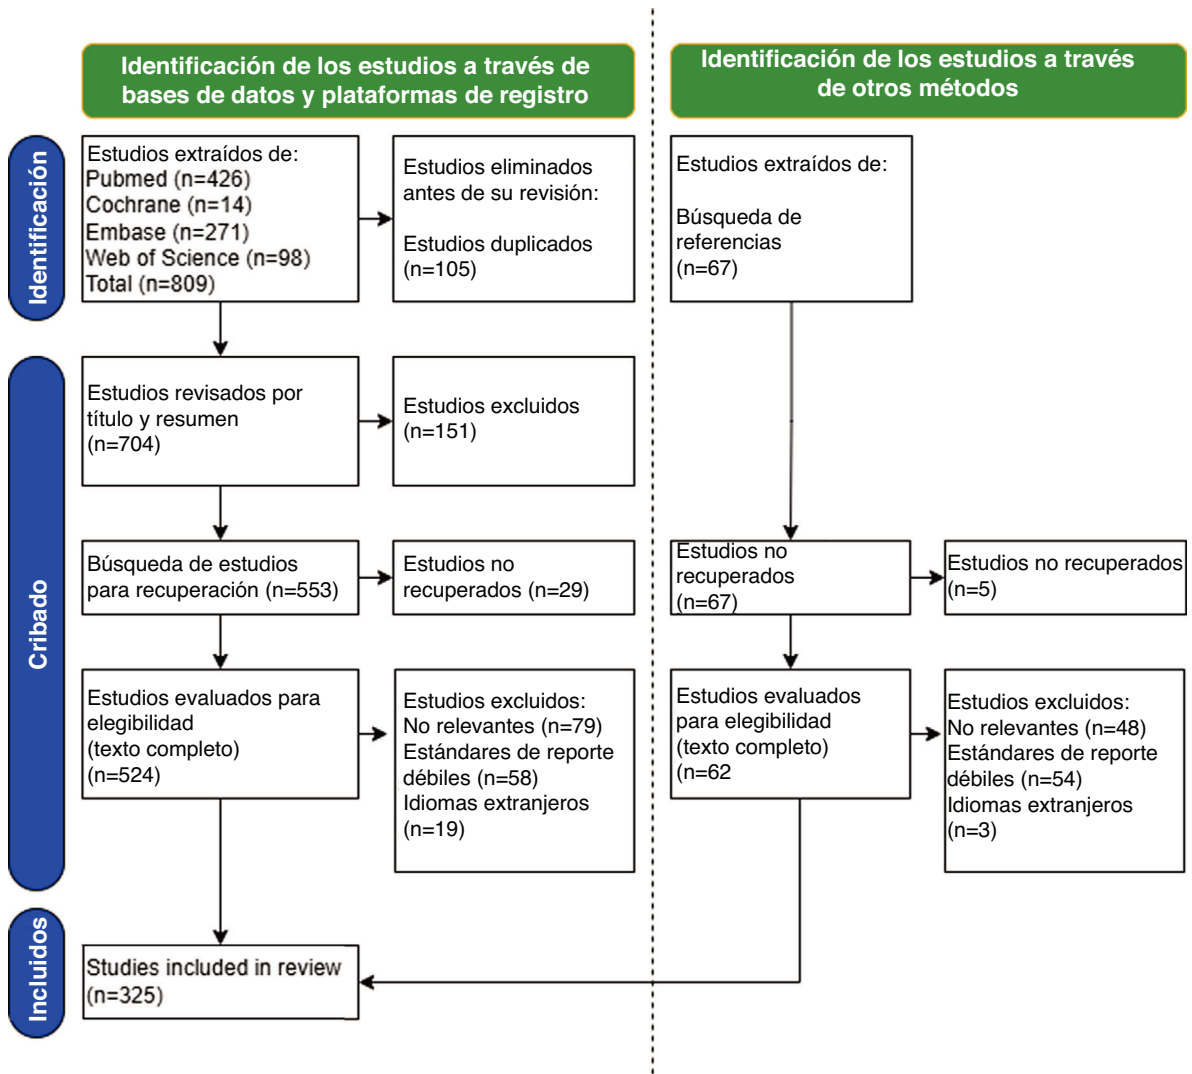 Identificación de los estudios a través de
bases de datos y plataformas de registro
Identificación de los estudios a través
de otros métodos
Identificación
Estudios extraídos de:
Pubmed (n=426)
Cochrane (n=14)
Embase (n=271)
Web of Science (n=98)
Total (n=809)
Estudios eliminados
antes de su revisión:
Estudios duplicados
(n=105)
Estudios extraídos de:
Búsqueda de
referencias
(n=67)
Cribado
Estudios revisados por
título y resumen
(n=704)
Estudios excluidos
(n=151)
Búsqueda de estudios
para recuperación (n=553)
Estudios no
recuperados (n=29)
Estudios no
recuperados
(n=67)
Estudios no recuperados
(n=5)
Estudios evaluados para
elegibilidad
(texto completo)
(n=524)
Estudios excluidos:
No relevantes (n=79)
Estándares de reporte
débiles (n=58)
Idiomas extranjeros
(n=19)
Estudios evaluados
para elegibilidad
(texto completo)
(n=62
Estudios excluidos:
No relevantes (n=48)
Estándares de reporte
débiles (n=54)
Idiomas extranjeros
(n=3)
Incluidos
Studies included in review
(n=325)